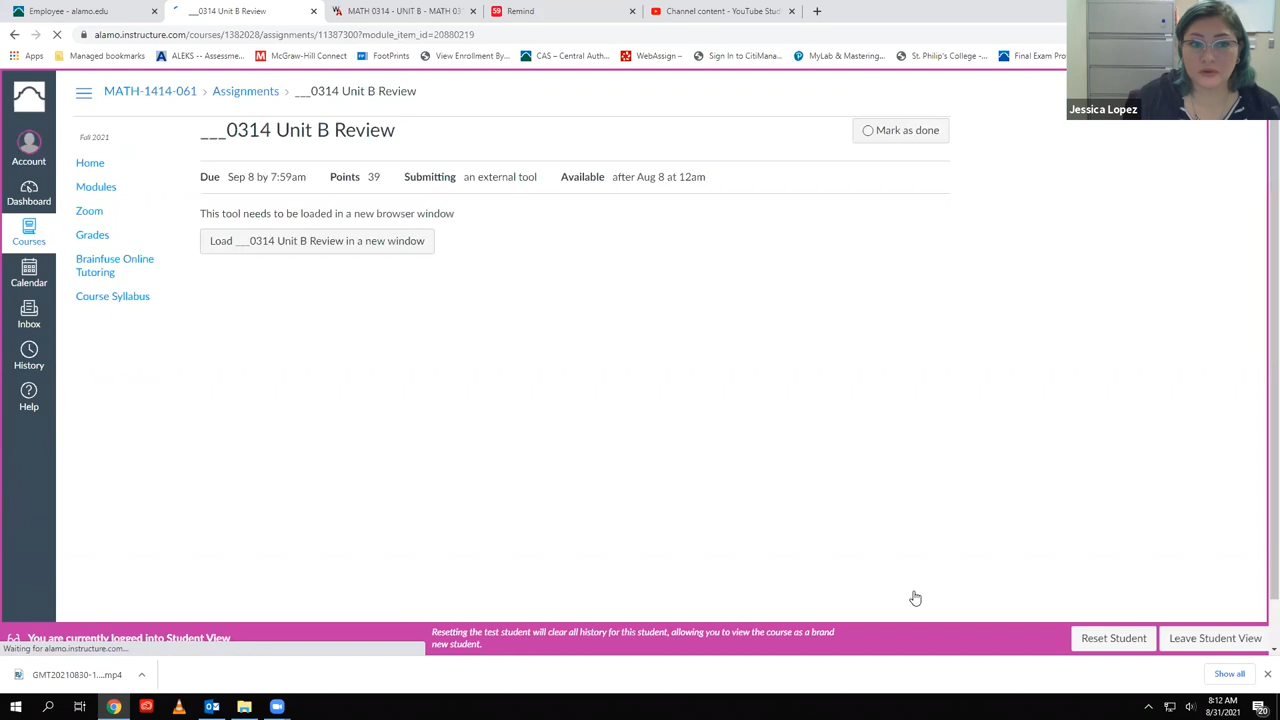 Employee - alamo.edu
___0314 Unit B Review
MATH 0314 - UNIT B - MATH 03
59 Remind
Channel content - YouTube Stud
alamo.instructure.com/courses/1382028/assignments/11387300?module_item_id=20880219
Apps
Managed bookmarks
ALEKS -- Assessme...
McGraw-Hill Connect
FootPrints
View Enrollment By...
CAS – Central Auth...
WebAssign –
Sign In to CitiMana...
MyLab & Mastering...
St. Philip's College -...
Final Exam Pro
Jessica Lopez
MATH-1414-061 › Assignments › ___0314 Unit B Review
Fall 2021
Home
Modules
Zoom
Grades
Brainfuse Online
Tutoring
Course Syllabus
Account
Dashboard
Courses
Calendar
Inbox
History
Help
___0314 Unit B Review
Mark as done
Due Sep 8 by 7:59am Points 39 Submitting an external tool Available after Aug 8 at 12am
This tool needs to be loaded in a new browser window
Load ___0314 Unit B Review in a new window
You are currently logged into Student View
Waiting for alamo.instructure.com...
Resetting the test student will clear all history for this student, allowing you to view the course as a brand
new student.
Reset Student
Leave Student View
GMT20210830-1....mp4
Show all
8:12 AM
8/31/2021
20